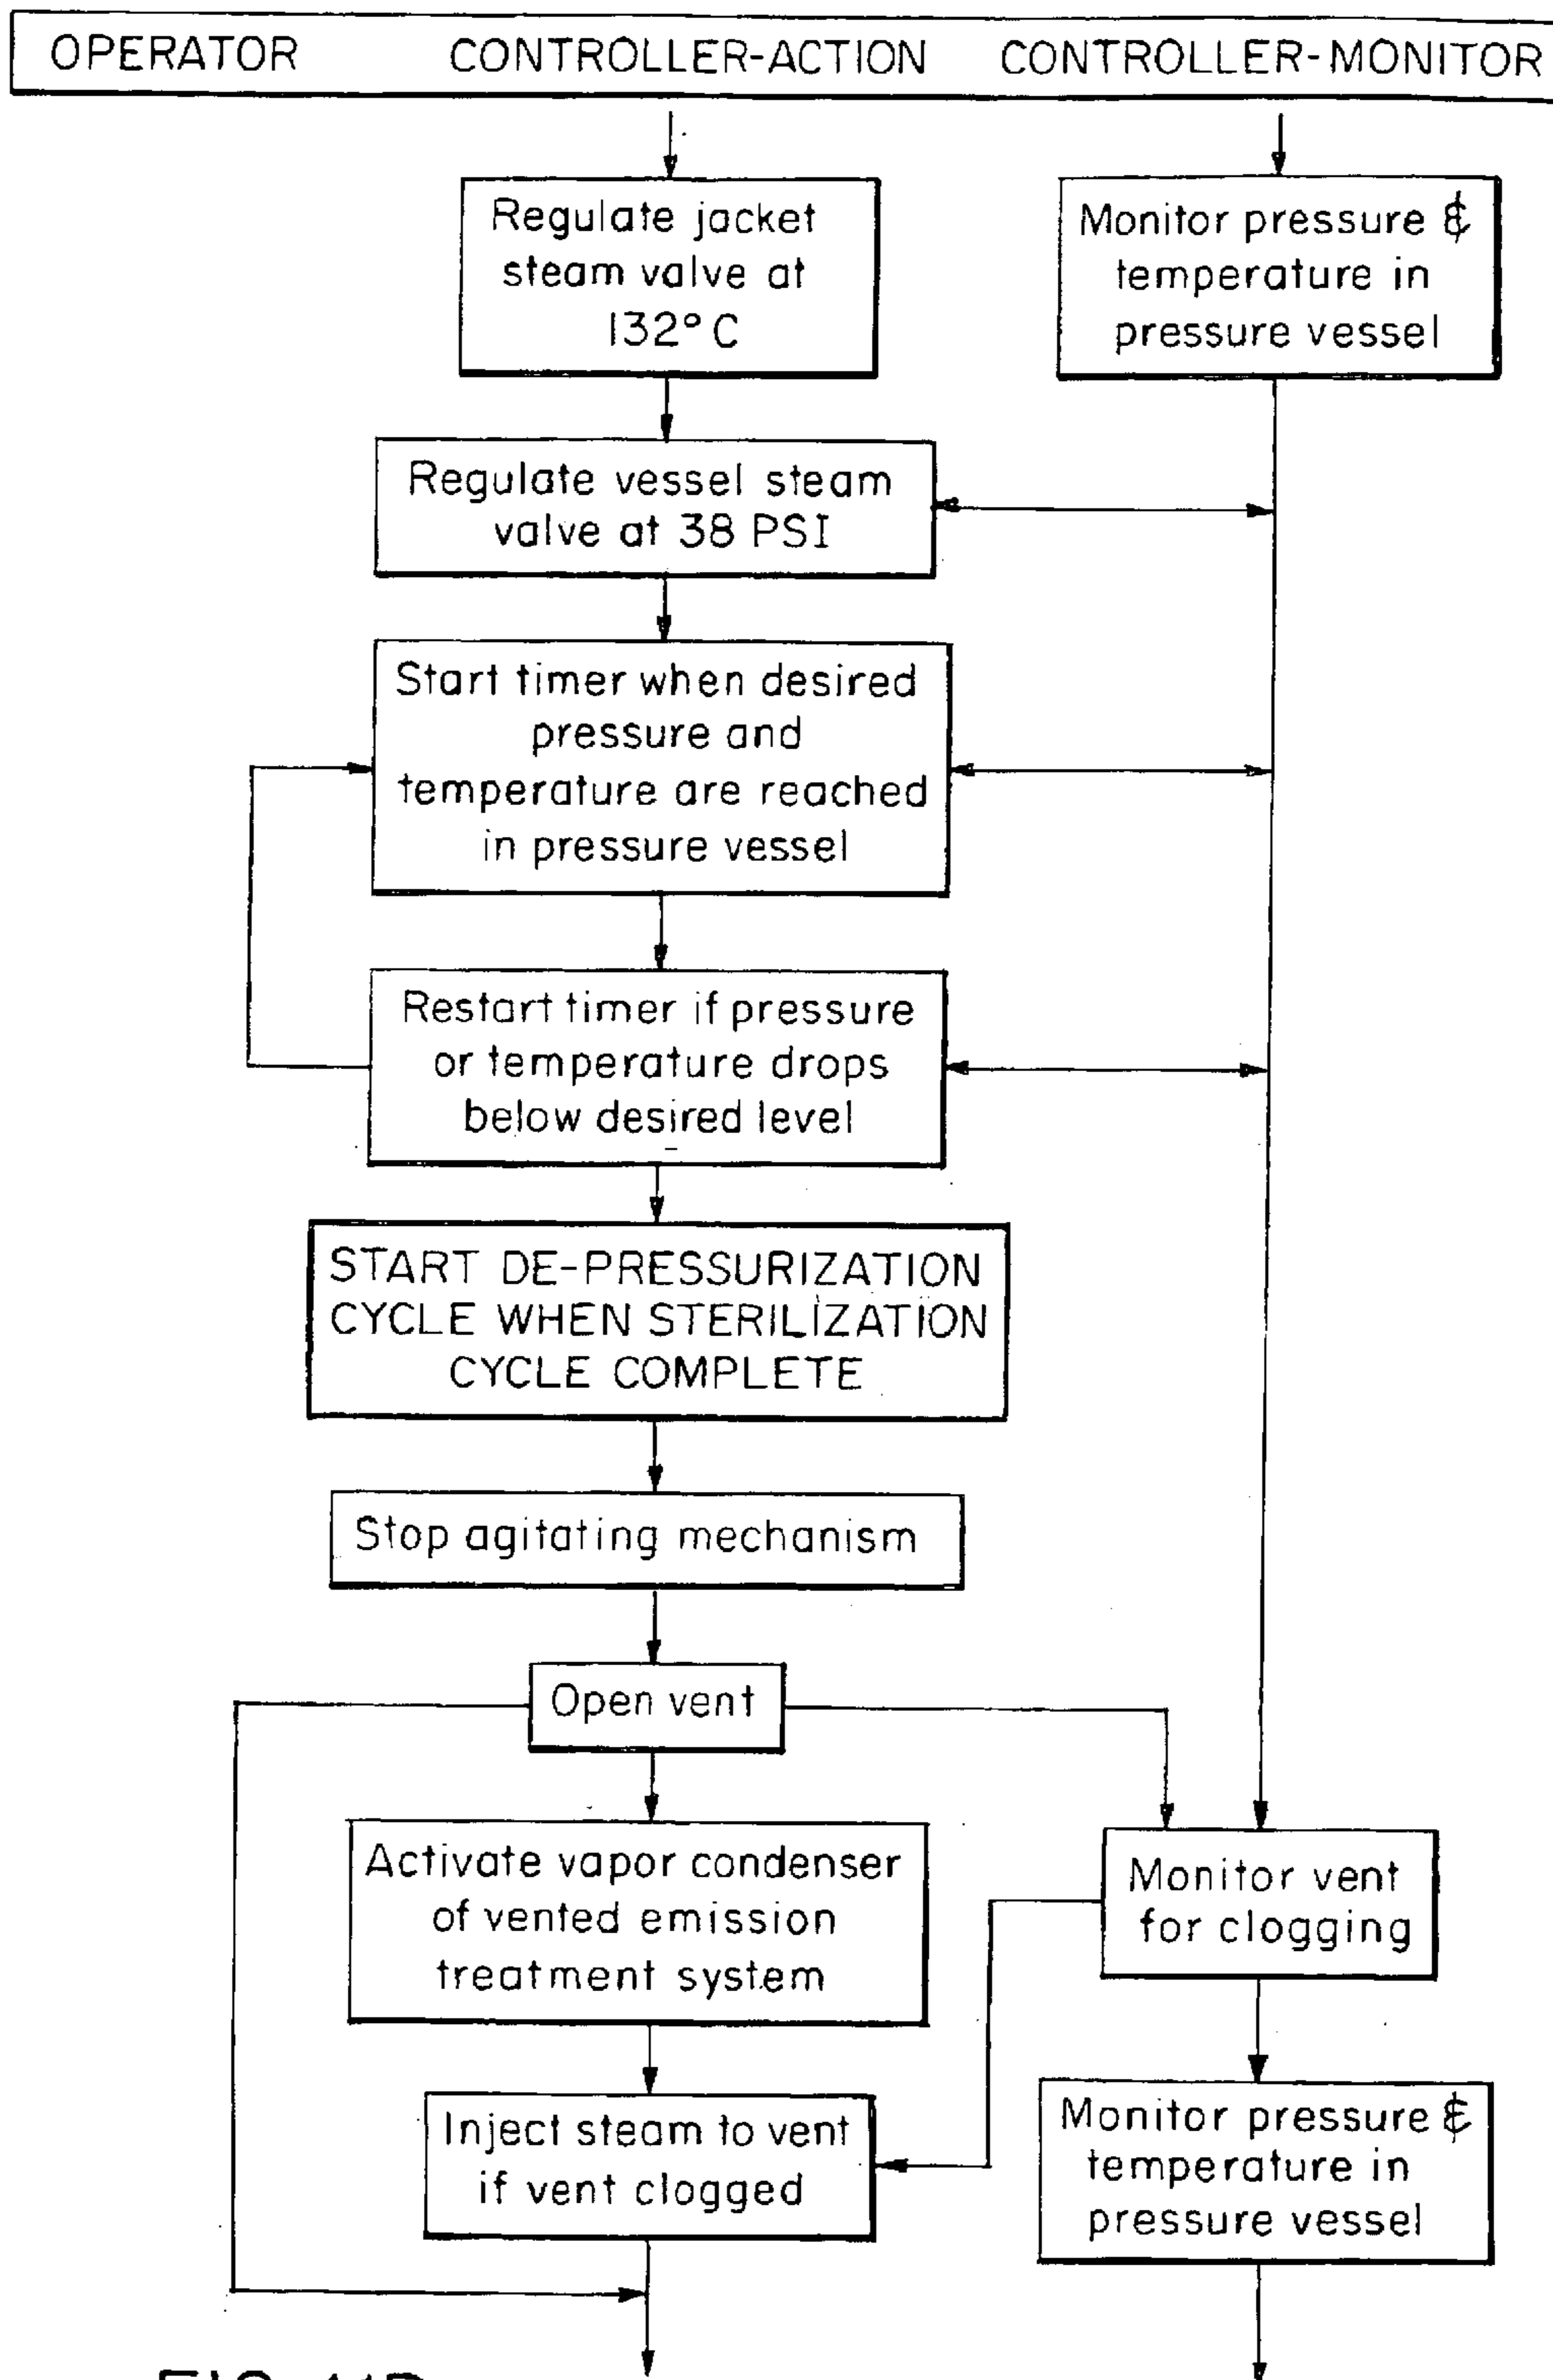 OPERATOR CONTROLLER-ACTION CONTROLLER-MONITOR
Regulate jacket
steam valve at
132° C
Monitor pressure &
temperature in
pressure vessel
Regulate vessel steam
valve at 38 PSI
Start timer when desired
pressure and
temperature are reached
in pressure vessel
Restart timer if pressure
or temperature drops
below desired level
START DE-PRESSURIZATION
CYCLE WHEN STERILIZATION
CYCLE COMPLETE
Stop agitating mechanism
Open vent
Activate vapor condenser
of vented emission
treatment system
Monitor vent
for clogging
Inject steam to vent
if vent clogged
Monitor pressure &
temperature in
pressure vessel